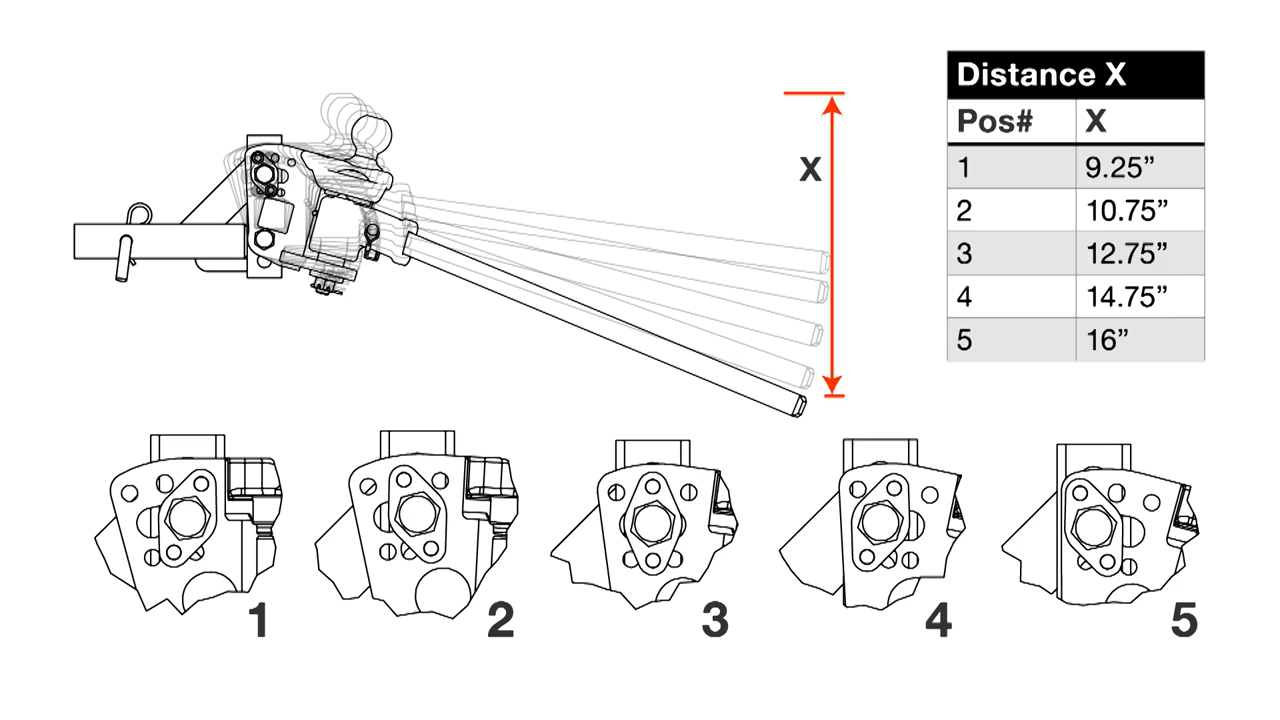 Distance X
Pos# X
1 9.25”
2 10.75”
3 12.75”
4 14.75”
5 16”
X
1 2 3 4 5